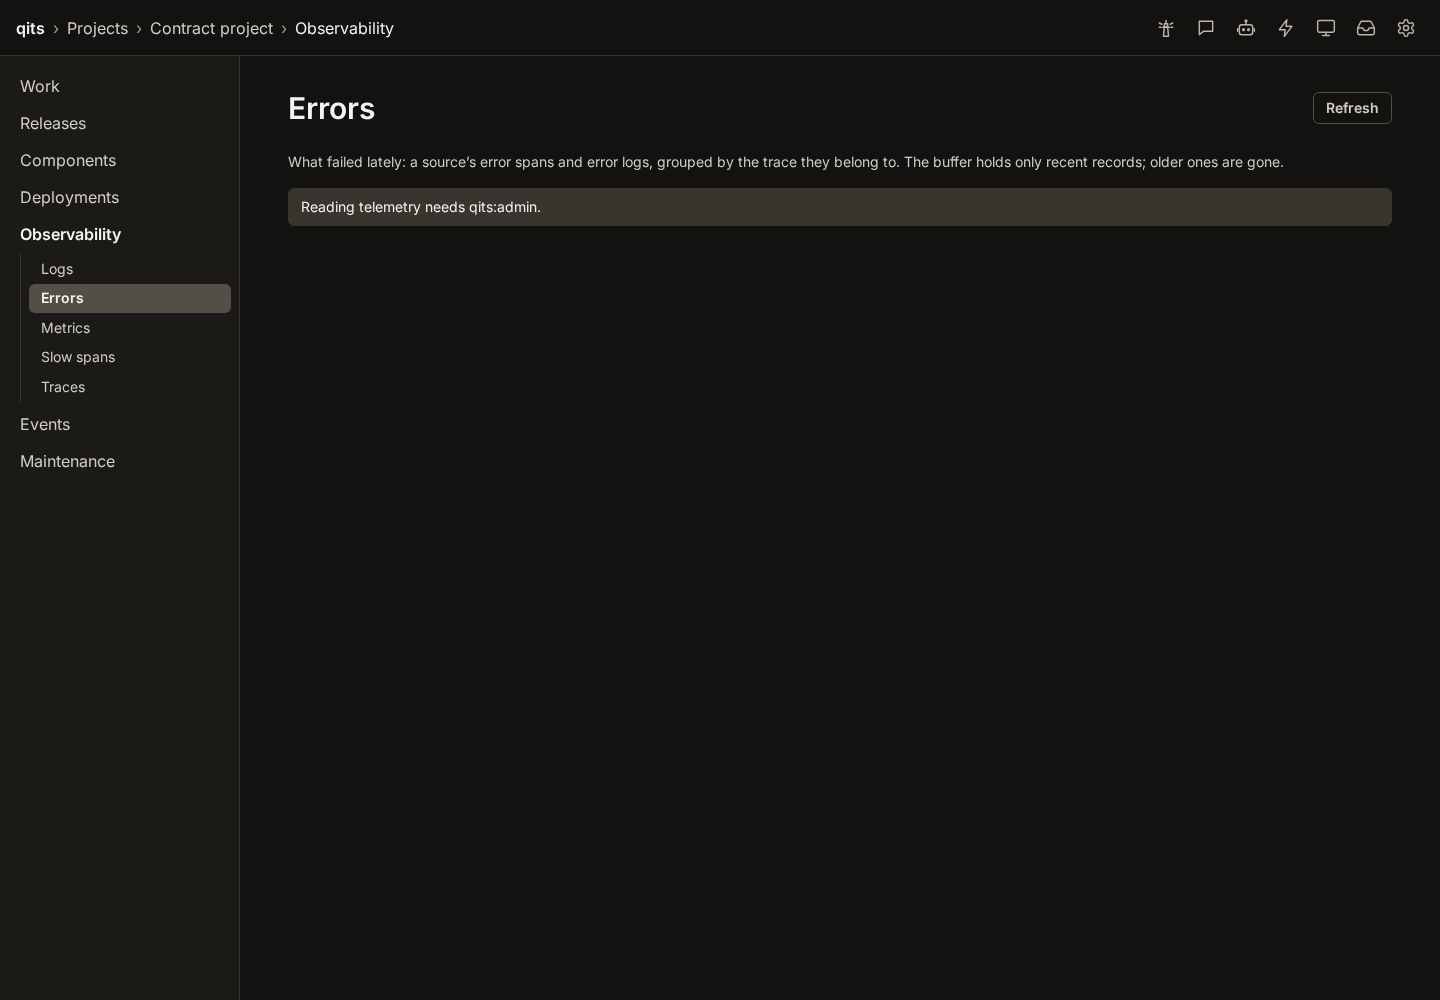 qits › Projects › Contract project › Observability
Work
Releases
Components
Deployments
Observability
Logs
Errors
Metrics
Slow spans
Traces
Events
Maintenance
Errors
Refresh
What failed lately: a source’s error spans and error logs, grouped by the trace they belong to. The buffer holds only recent records; older ones are gone.
Reading telemetry needs qits:admin.